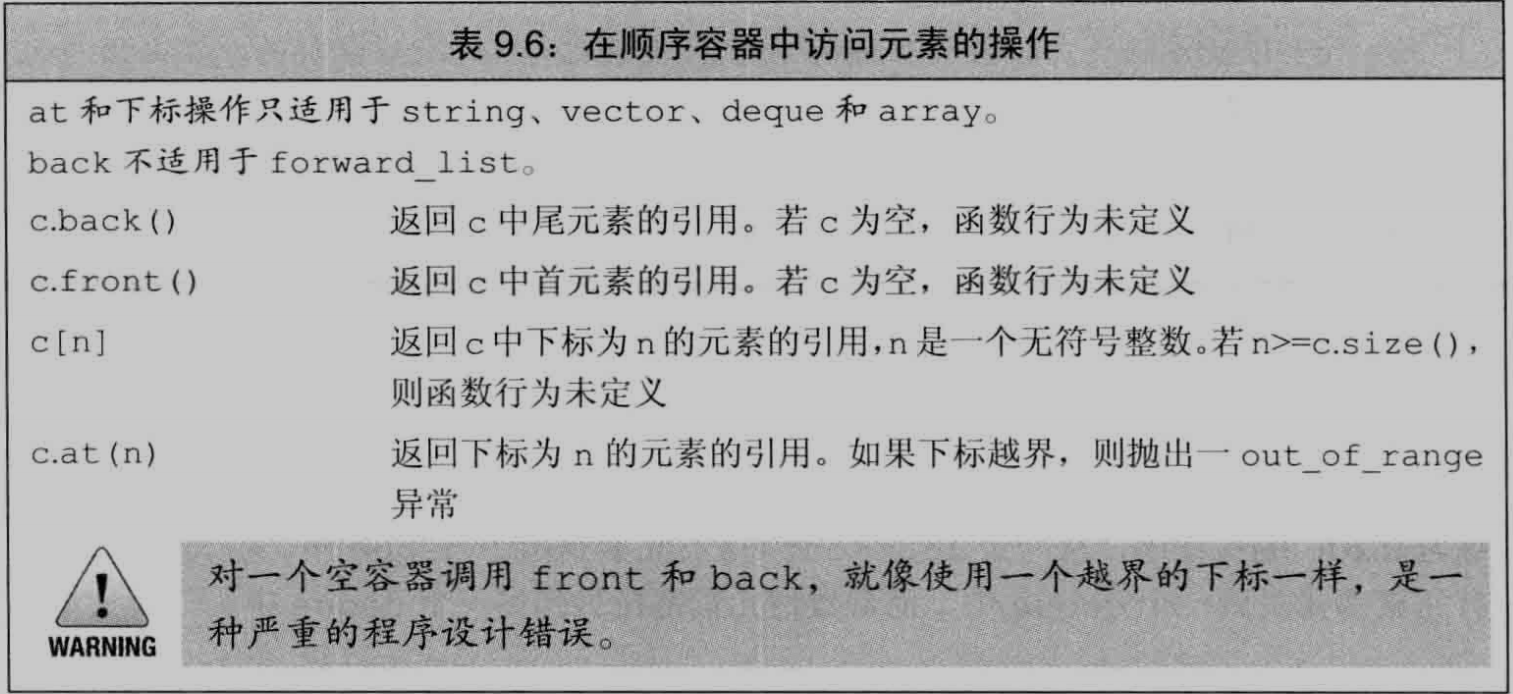 表 9.6：在顺序容器中访问元素的操作
at 和下标操作只适用于 string、vector、deque 和 array。
back 不适用于 forward_list。
c.back() 返回 c 中尾元素的引用。若 c 为空，函数行为未定义
c.front() 返回 c 中首元素的引用。若 c 为空，函数行为未定义
c[n] 返回 c 中下标为 n 的元素的引用，n 是一个无符号整数。若 n>=c.size()，
则函数行为未定义
c.at(n) 返回下标为 n 的元素的引用。如果下标越界，则抛出一 out_of_range
异常
对一个空容器调用 front 和 back，就像使用一个越界的下标一样，是一
种严重的程序设计错误。
WARNING